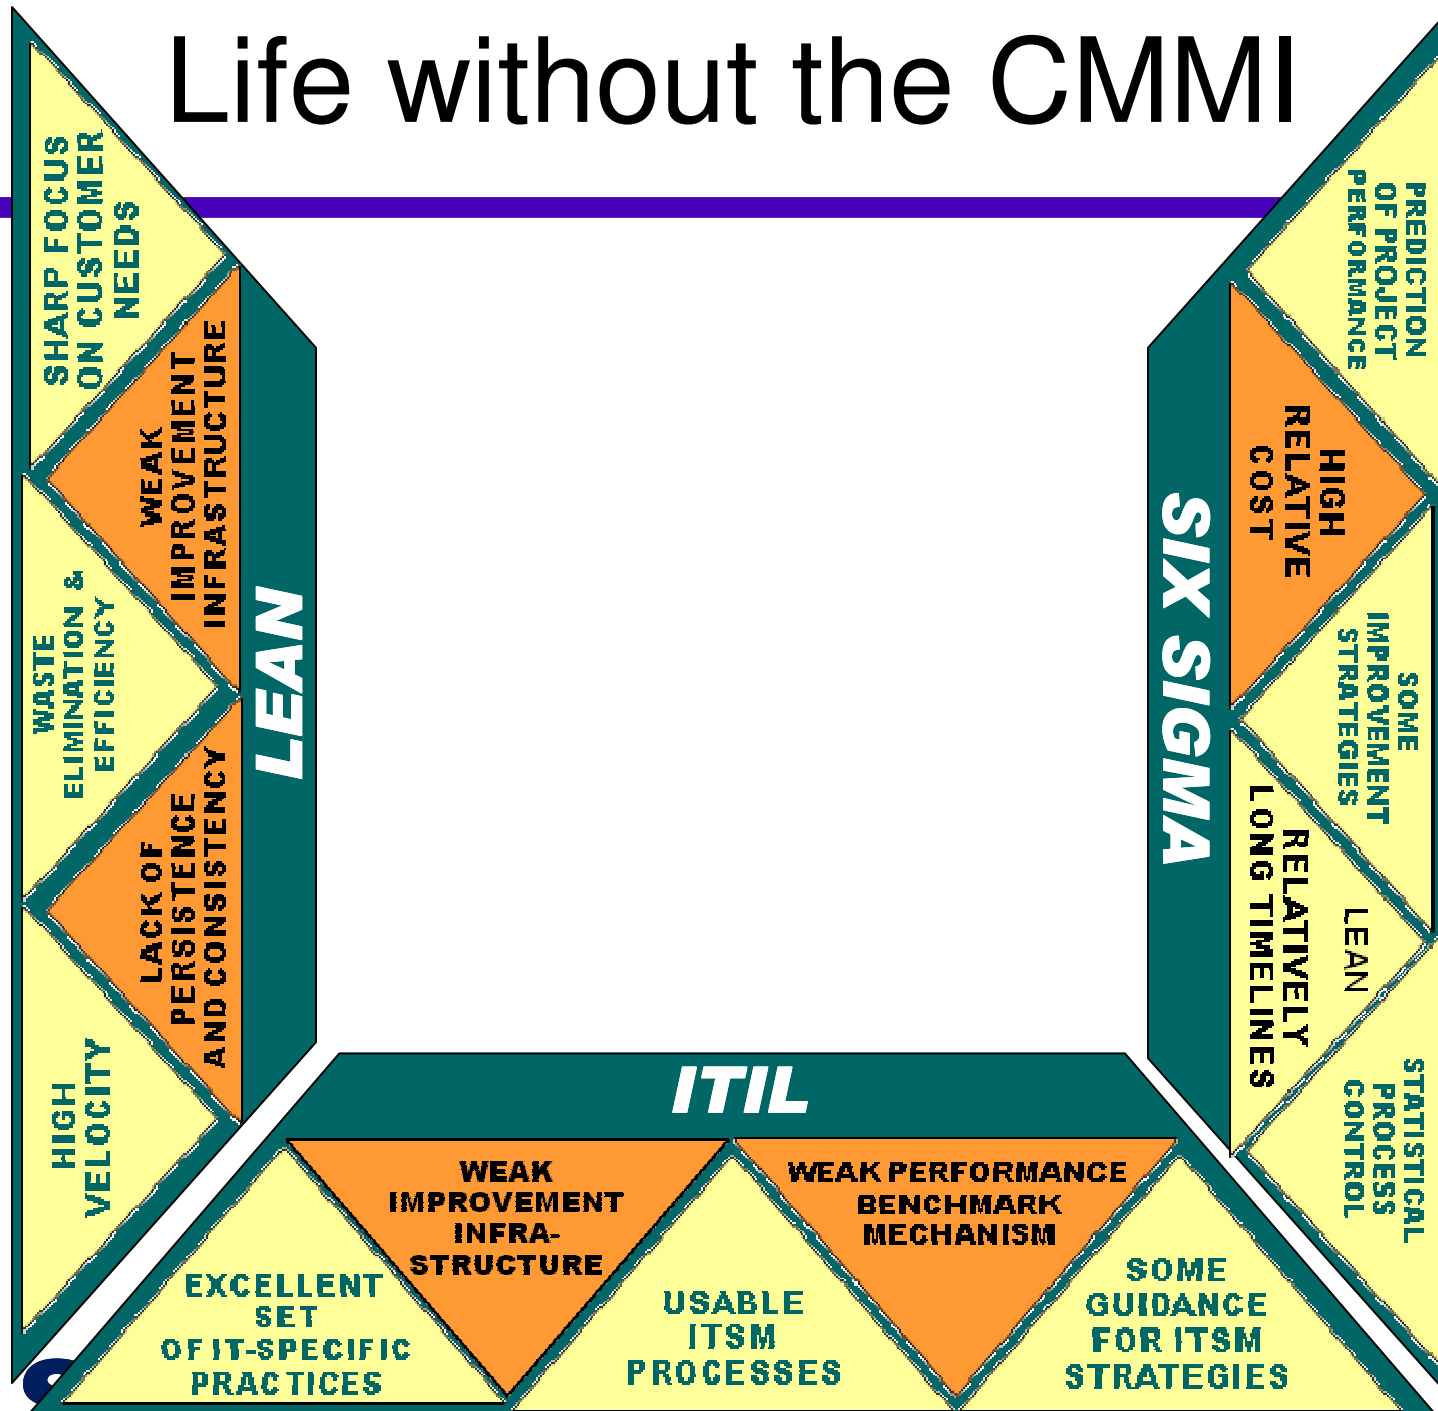 Life without the CMMI
SHARP FOCUS
ON CUSTOMER
NEEDS
WEAK
IMPROVEMENT
INFRASTRUCTURE
WASTE
ELIMINATION &
EFFICIENCY
LACK OF
PERSISTENCE
AND CONSISTENCY
HIGH
VELOCITY
LEAN
PREDICTION
OF PROJECT
PERFORMANCE
HIGH
RELATIVE
COST
SOME
IMPROVEMENT
STRATEGIES
LEAN
RELATIVELY
LONG TIMELINES
STATISTICAL
PROCESS
CONTROL
SIX SIGMA
ITIL
WEAK
IMPROVEMENT
INFRA-
STRUCTURE
WEAK PERFORMANCE
BENCHMARK
MECHANISM
EXCELLENT
SET
OF IT-SPECIFIC
PRACTICES
USABLE
ITSM
PROCESSES
SOME
GUIDANCE
FOR ITSM
STRATEGIES